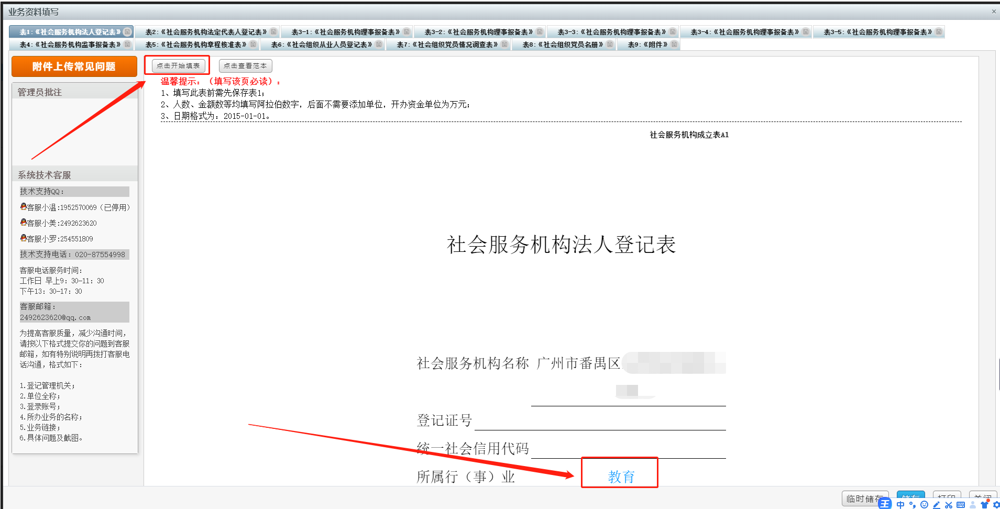 业务资料填写
×
表1:《社会服务机构法人登记表》
表2:《社会服务机构法定代表人登记表》
表3-1:《社会服务机构理事报备表》
表3-2:《社会服务机构理事报备表》
表3-3:《社会服务机构理事报备表》
表3-4:《社会服务机构理事报备表》
表3-5:《社会服务机构理事报备表》
表4:《社会服务机构监事报备表》
表5:《社会服务机构章程核准表》
表6:《社会组织从业人员登记表》
表7:《社会组织党员情况调查表》
表8:《社会组织党员名册》
表9:《附件》
附件上传常见问题
管理员批注
系统技术客服
技术支持QQ:
客服小温:1952570069（已停用）
客服小美:2492623620
客服小罗:254551809
技术支持电话：020-87554998
客服电话服务时间:
工作日 早上9：30-11：30
下午13：30-17：30
客服邮箱:
2492623620@qq.com
为提高客服质量，减少沟通时间，
请按以下格式提交你的问题到客服
邮箱，如有特别说明再拨打客服电
话沟通，格式如下：
1.登记管理机关；
2.单位全称；
3.登录账号；
4.所办业务的名称；
5.业务链接；
6.具体问题及截图。
点击开始填表
点击查看范本
温馨提示：（填写该页必读）：
1、填写此表前需先保存表1；
2、人数、金额数等均填写阿拉伯数字，后面不需要添加单位，开办资金单位为万元；
3、日期格式为：2015-01-01。
社会服务机构成立表A1
社会服务机构法人登记表
社会服务机构名称 广州市番禺区
登记证号
统一社会信用代码
所属行（事）业
教育
临时储存
储存
打印
关闭
王
中